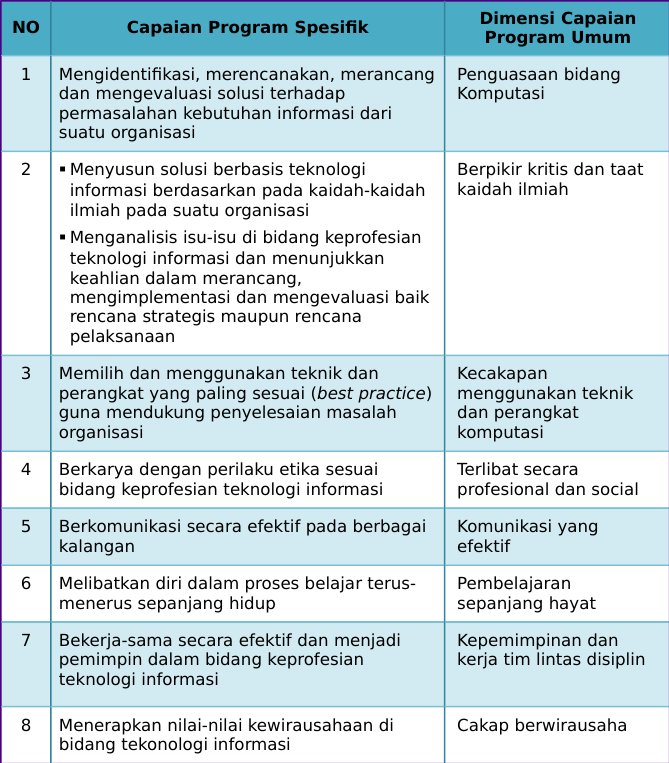 NO
Capaian Program Spesifik
Dimensi Capaian
Program Umum
1
Mengidentifikasi, merencanakan, merancang
dan mengevaluasi solusi terhadap
permasalahan kebutuhan informasi dari
suatu organisasi
Penguasaan bidang
Komputasi
2
▪ Menyusun solusi berbasis teknologi
informasi berdasarkan pada kaidah-kaidah
ilmiah pada suatu organisasi
▪ Menganalisis isu-isu di bidang keprofesian
teknologi informasi dan menunjukkan
keahlian dalam merancang,
mengimplementasi dan mengevaluasi baik
rencana strategis maupun rencana
pelaksanaan
Berpikir kritis dan taat
kaidah ilmiah
3
Memilih dan menggunakan teknik dan
perangkat yang paling sesuai (best practice)
guna mendukung penyelesaian masalah
organisasi
Kecakapan
menggunakan teknik
dan perangkat
komputasi
4
Berkarya dengan perilaku etika sesuai
bidang keprofesian teknologi informasi
Terlibat secara
profesional dan social
5
Berkomunikasi secara efektif pada berbagai
kalangan
Komunikasi yang
efektif
6
Melibatkan diri dalam proses belajar terus-
menerus sepanjang hidup
Pembelajaran
sepanjang hayat
7
Bekerja-sama secara efektif dan menjadi
pemimpin dalam bidang keprofesian
teknologi informasi
Kepemimpinan dan
kerja tim lintas disiplin
8
Menerapkan nilai-nilai kewirausahaan di
bidang tekonologi informasi
Cakap berwirausaha